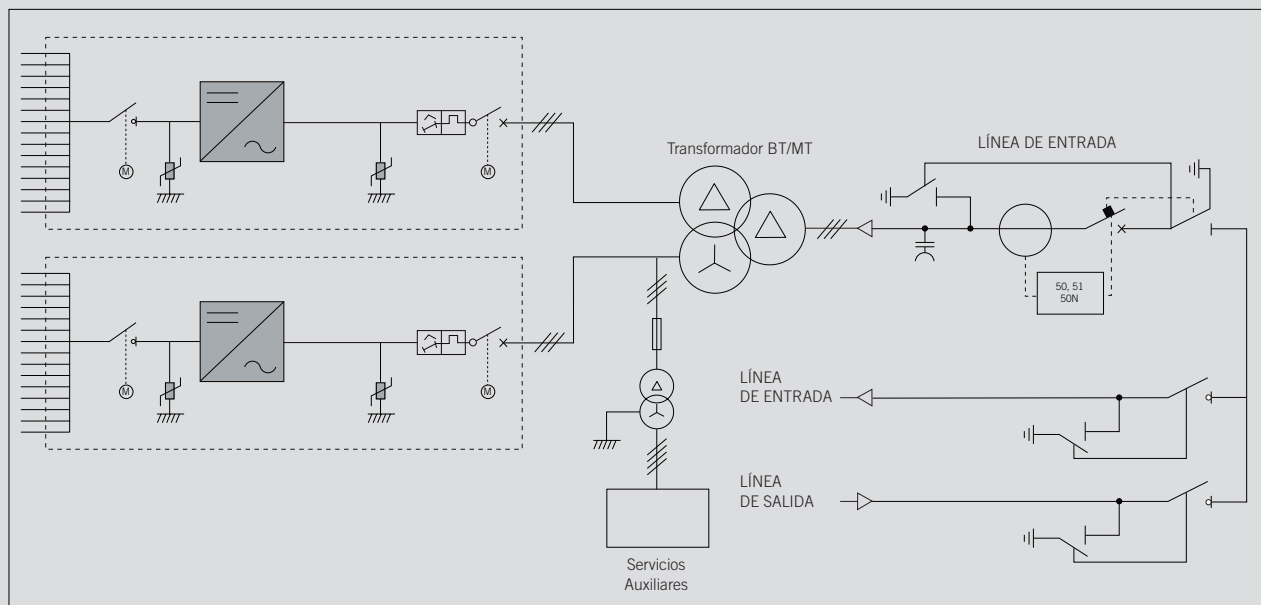 M
M
Transformador BT/MT
LÍNEA DE ENTRADA
50, 51
50N
M
M
LÍNEA
DE ENTRADA
LÍNEA
DE SALIDA
Servicios
Auxiliares